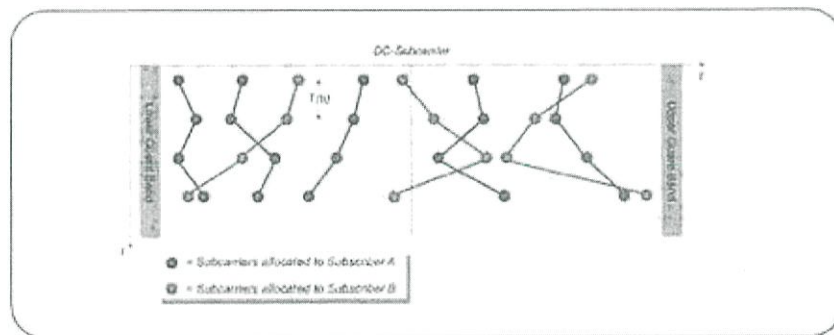 DC-Subcarrier
f
Lower Guard Band
Upper Guard Band
t
= Subcarriers allocated to Subscriber A
= Subcarriers allocated to Subscriber B